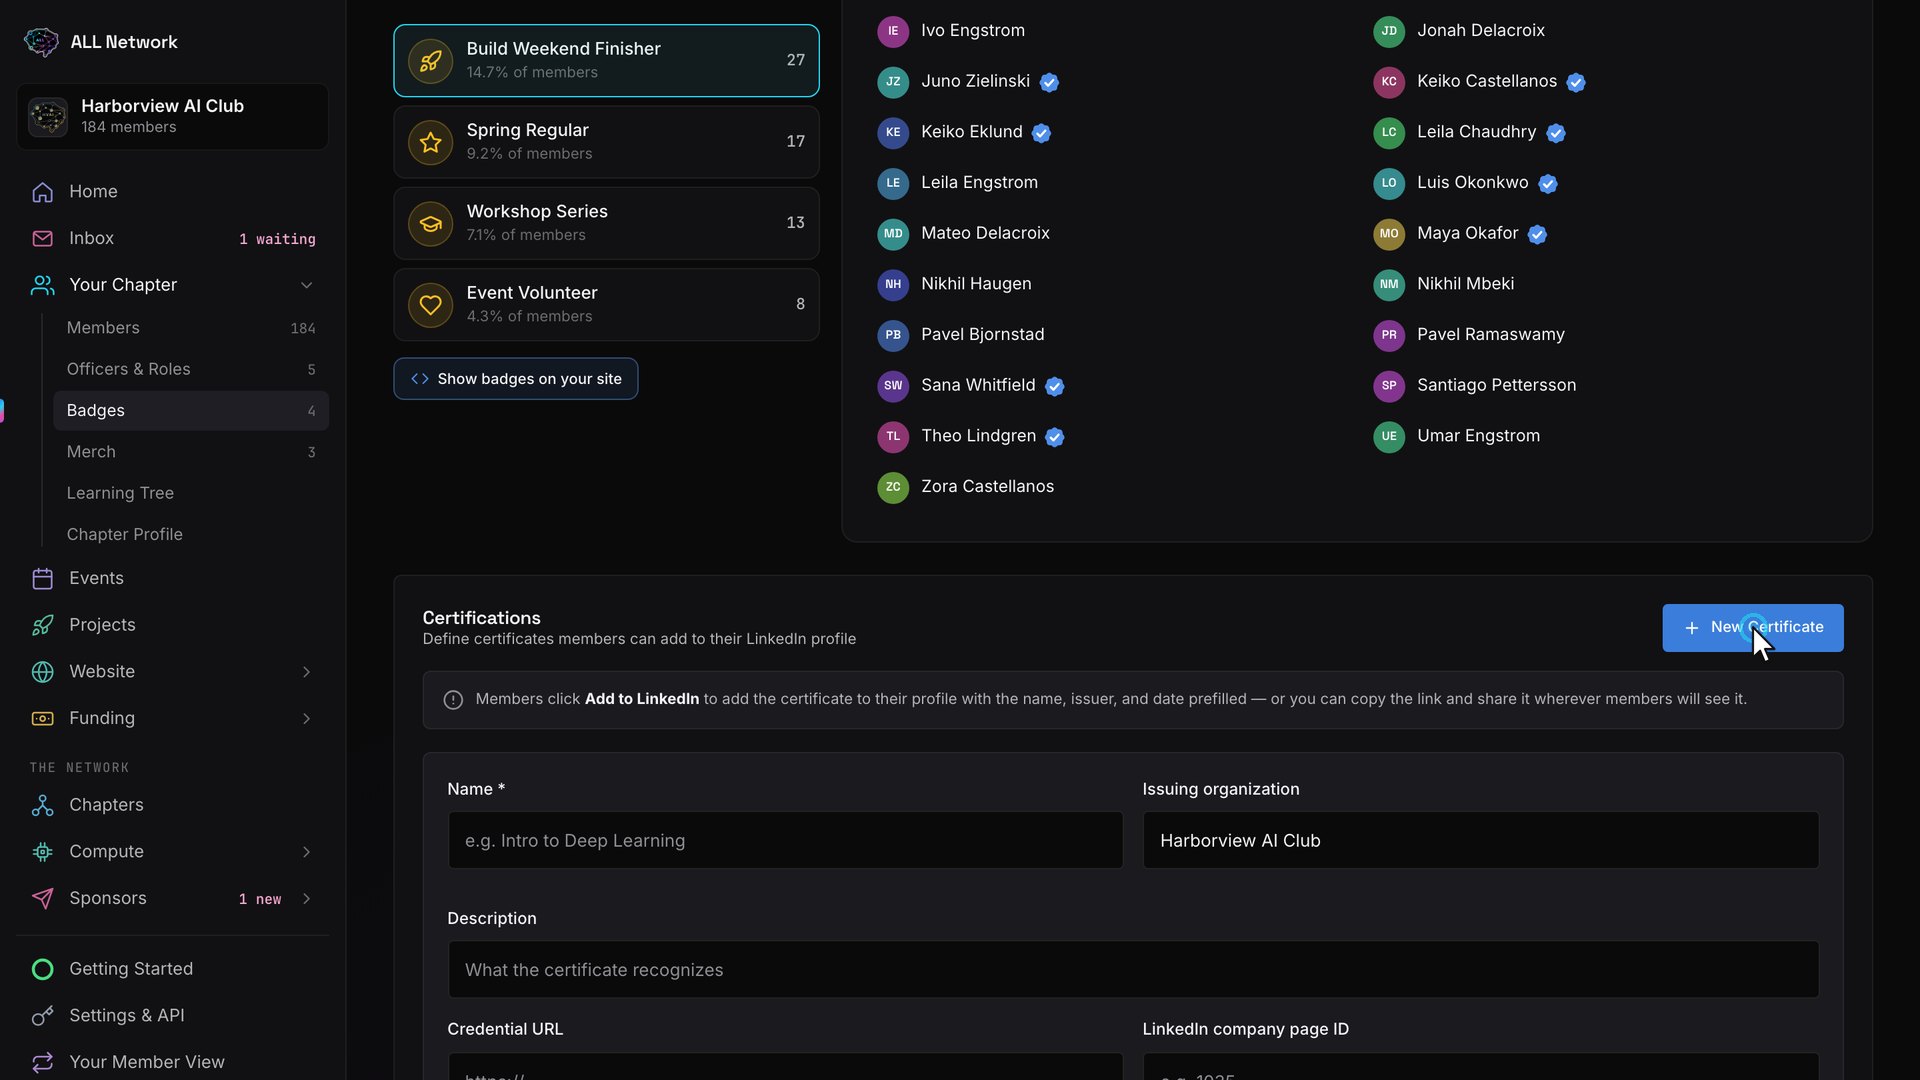 ALL Network
Harborview AI Club
184 members
Home
Inbox
1 waiting
Your Chapter
Members
184
Officers & Roles
5
Badges
4
Merch
3
Learning Tree
Chapter Profile
Events
Projects
Website
Funding
THE NETWORK
Chapters
Compute
Sponsors
1 new
Getting Started
Settings & API
Your Member View
Build Weekend Finisher
14.7% of members
27
Spring Regular
9.2% of members
17
Workshop Series
7.1% of members
13
Event Volunteer
4.3% of members
8
Show badges on your site
IE Ivo Engstrom
JD Jonah Delacroix
JZ Juno Zielinski
KC Keiko Castellanos
KE Keiko Eklund
LC Leila Chaudhry
LE Leila Engstrom
LO Luis Okonkwo
MD Mateo Delacroix
MO Maya Okafor
NH Nikhil Haugen
NM Nikhil Mbeki
PB Pavel Bjornstad
PR Pavel Ramaswamy
SW Sana Whitfield
SP Santiago Pettersson
TL Theo Lindgren
UE Umar Engstrom
ZC Zora Castellanos
Certifications
Define certificates members can add to their LinkedIn profile
New Certificate
Members click Add to LinkedIn to add the certificate to their profile with the name, issuer, and date prefilled — or you can copy the link and share it wherever members will see it.
Name *
e.g. Intro to Deep Learning
Issuing organization
Harborview AI Club
Description
What the certificate recognizes
Credential URL
https://
LinkedIn company page ID
e.g. 1035